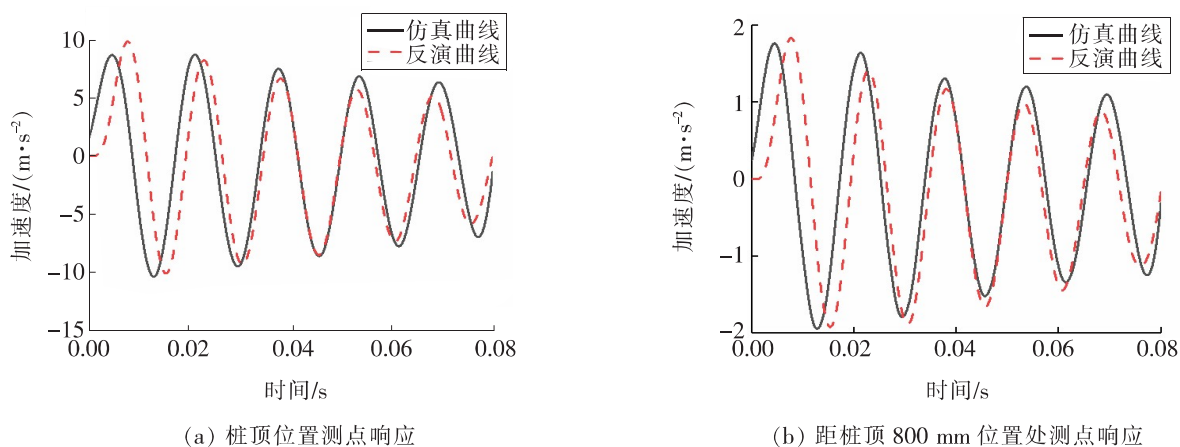 仿真曲线
反演曲线
10
5
0
−5
−10
−15
0.00 0.02 0.04 0.06 0.08
加速度/(m·s⁻²)
时间/s
(a) 桩顶位置测点响应
仿真曲线
反演曲线
2
1
0
−1
−2
0.00 0.02 0.04 0.06 0.08
加速度/(m·s⁻²)
时间/s
(b) 距桩顶 800 mm 位置处测点响应